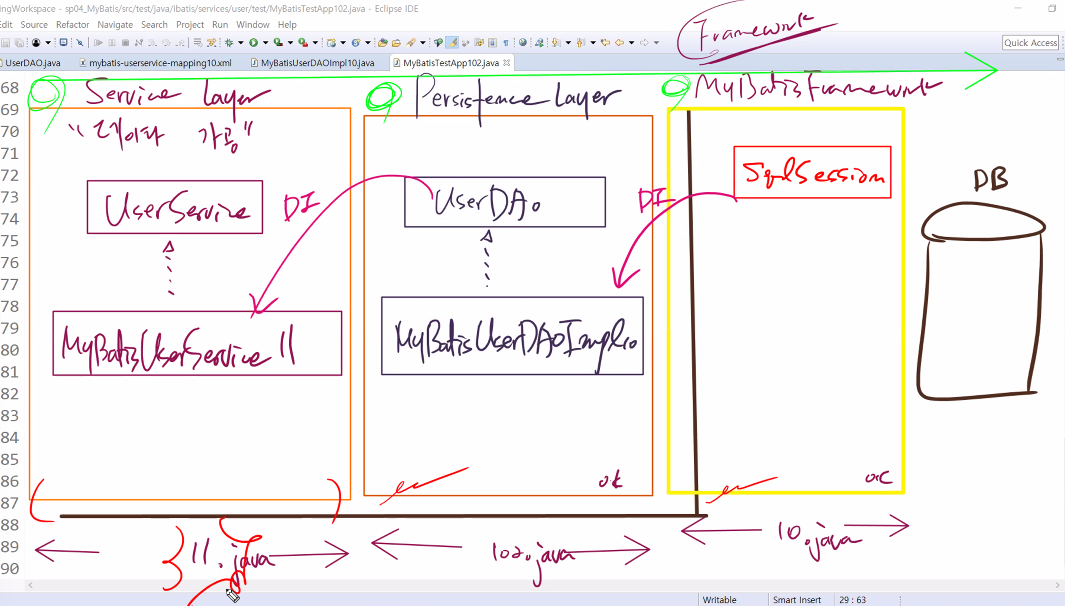 ingWorkspace - sp04_MyBatis/src/test/java/ibatis/services/user/test/MyBatisTestApp102.java - Eclipse IDE
Edit Source Refactor Navigate Search Project Run Window Help
Quick Access
UserDAO.java
mybatis-userservice-mapping10.xml
MyBatisUserDAOImpl10.java
MyBatisTestApp102.java
Framework
Service Layer
Persistence Layer
MyBatisFramework
68
69
70
71
72
73
74
75
76
77
78
79
80
81
82
83
84
85
86
87
88
89
90
"데이타 가공"
UserService
DI
UserDAO
DI
SqlSession
DB
MyBatisUserService 11
MyBatisUserDAOImpl10
ok
ok
11.java
102.java
10.java
Writable
Smart Insert
29 : 63